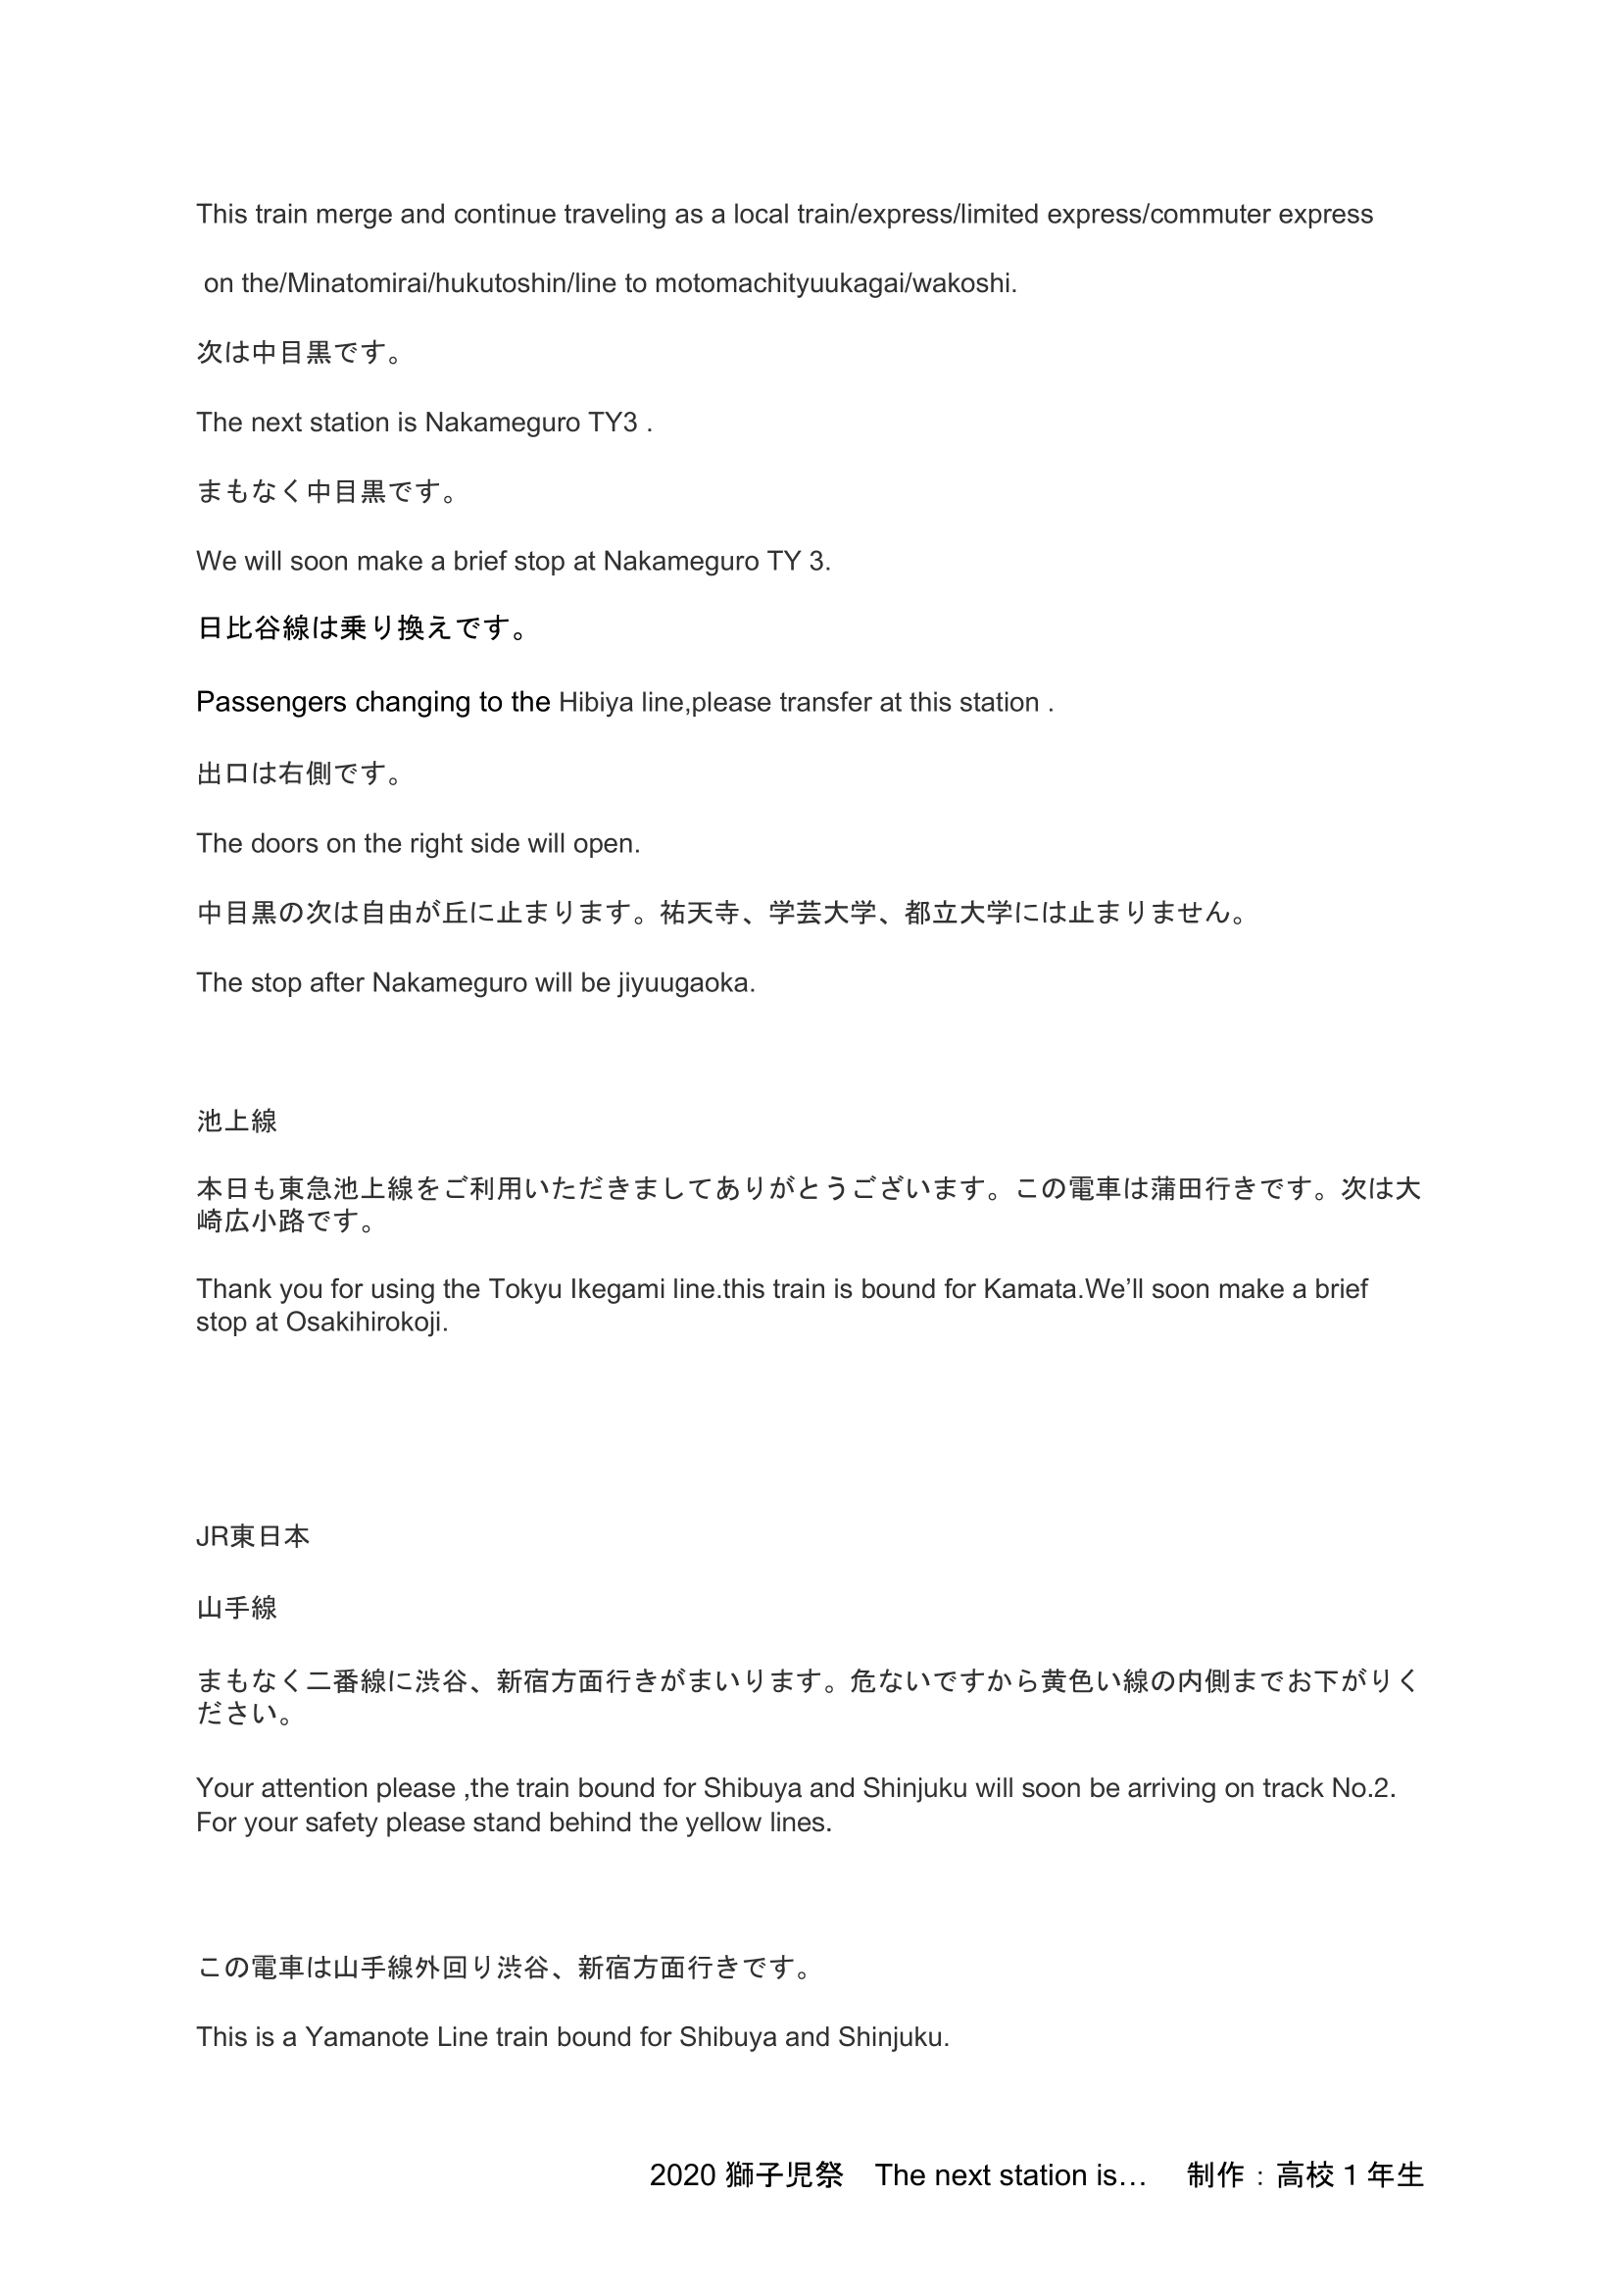 This train merge and continue traveling as a local train/express/limited express/commuter express
on the/Minatomirai/hukutoshin/line to motomachityuukagai/wakoshi.
次は中目黒です。
The next station is Nakameguro TY3 .
まもなく中目黒です。
We will soon make a brief stop at Nakameguro TY 3.
日比谷線は乗り換えです。
Passengers changing to the Hibiya line,please transfer at this station .
出口は右側です。
The doors on the right side will open.
中目黒の次は自由が丘に止まります。祐天寺、学芸大学、都立大学には止まりません。
The stop after Nakameguro will be jiyuugaoka.
池上線
本日も東急池上線をご利用いただきましてありがとうございます。この電車は蒲田行きです。次は大
崎広小路です。
Thank you for using the Tokyu Ikegami line.this train is bound for Kamata.We’ll soon make a brief
stop at Osakihirokoji.
JR東日本
山手線
まもなく二番線に渋谷、新宿方面行きがまいります。危ないですから黄色い線の内側までお下がりく
ださい。
Your attention please ,the train bound for Shibuya and Shinjuku will soon be arriving on track No.2.
For your safety please stand behind the yellow lines.
この電車は山手線外回り渋谷、新宿方面行きです。
This is a Yamanote Line train bound for Shibuya and Shinjuku.
2020 獅子児祭　The next station is…　制作：高校 1 年生